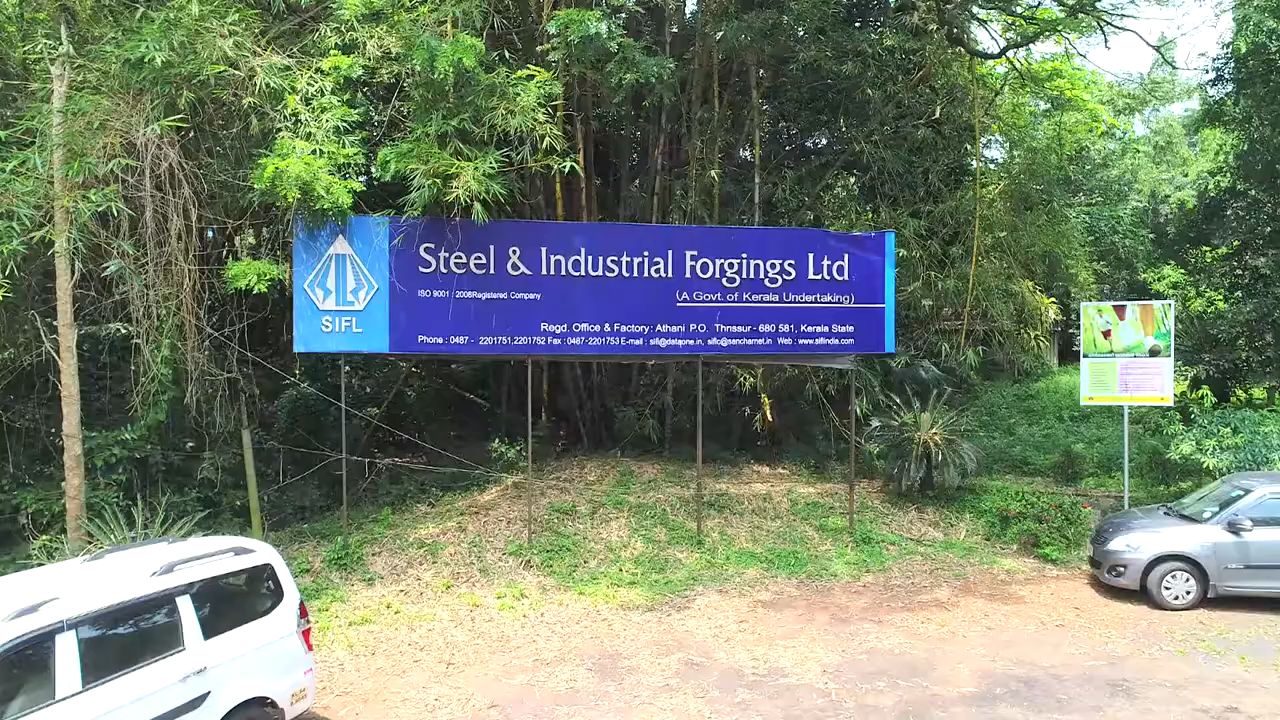 Steel & Industrial Forgings Ltd
ISO 9001 : 2008Registered Company
(A Govt. of Kerala Undertaking)
SIFL
Regd. Office & Factory : Athani P.O. Thrissur - 680 581, Kerala State
Phone : 0487 - 2201751,2201752 Fax : 0487-2201753 E-mail : sifl@dataone.in, siflc@sancharnet.in Web : www.siflindia.com